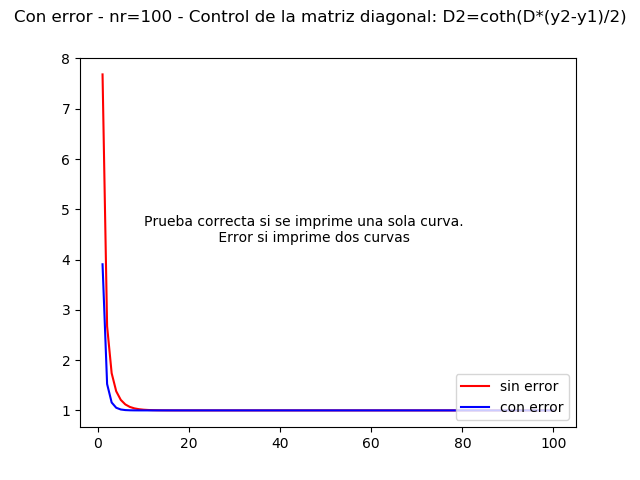 Con error - nr=100 - Control de la matriz diagonal: D2=coth(D*(y2-y1)/2)
8
7
6
5
4
3
2
1
Prueba correcta si se imprime una sola curva.
Error si imprime dos curvas
sin error
con error
0
20
40
60
80
100